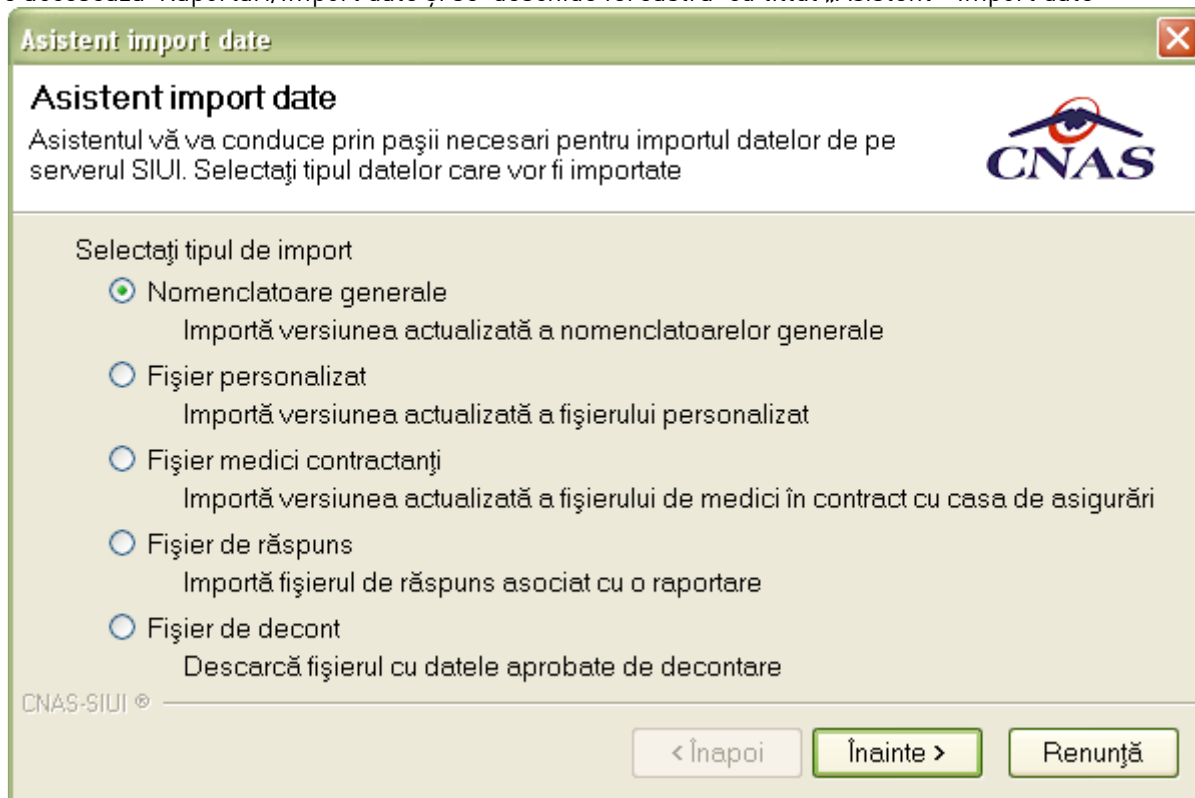 Asistent import date
Asistent import date
Asistentul vă va conduce prin paşii necesari pentru importul datelor de pe
serverul SIUI. Selectaţi tipul datelor care vor fi importate
CNAS
Selectaţi tipul de import
Nomenclatoare generale
Importă versiunea actualizată a nomenclatoarelor generale
Fişier personalizat
Importă versiunea actualizată a fişierului personalizat
Fişier medici contractanţi
Importă versiunea actualizată a fişierului de medici în contract cu casa de asigurări
Fişier de răspuns
Importă fişierul de răspuns asociat cu o raportare
Fişier de decont
Descarcă fişierul cu datele aprobate de decontare
CNAS-SIUI ®
< Înapoi Înainte > Renunţă